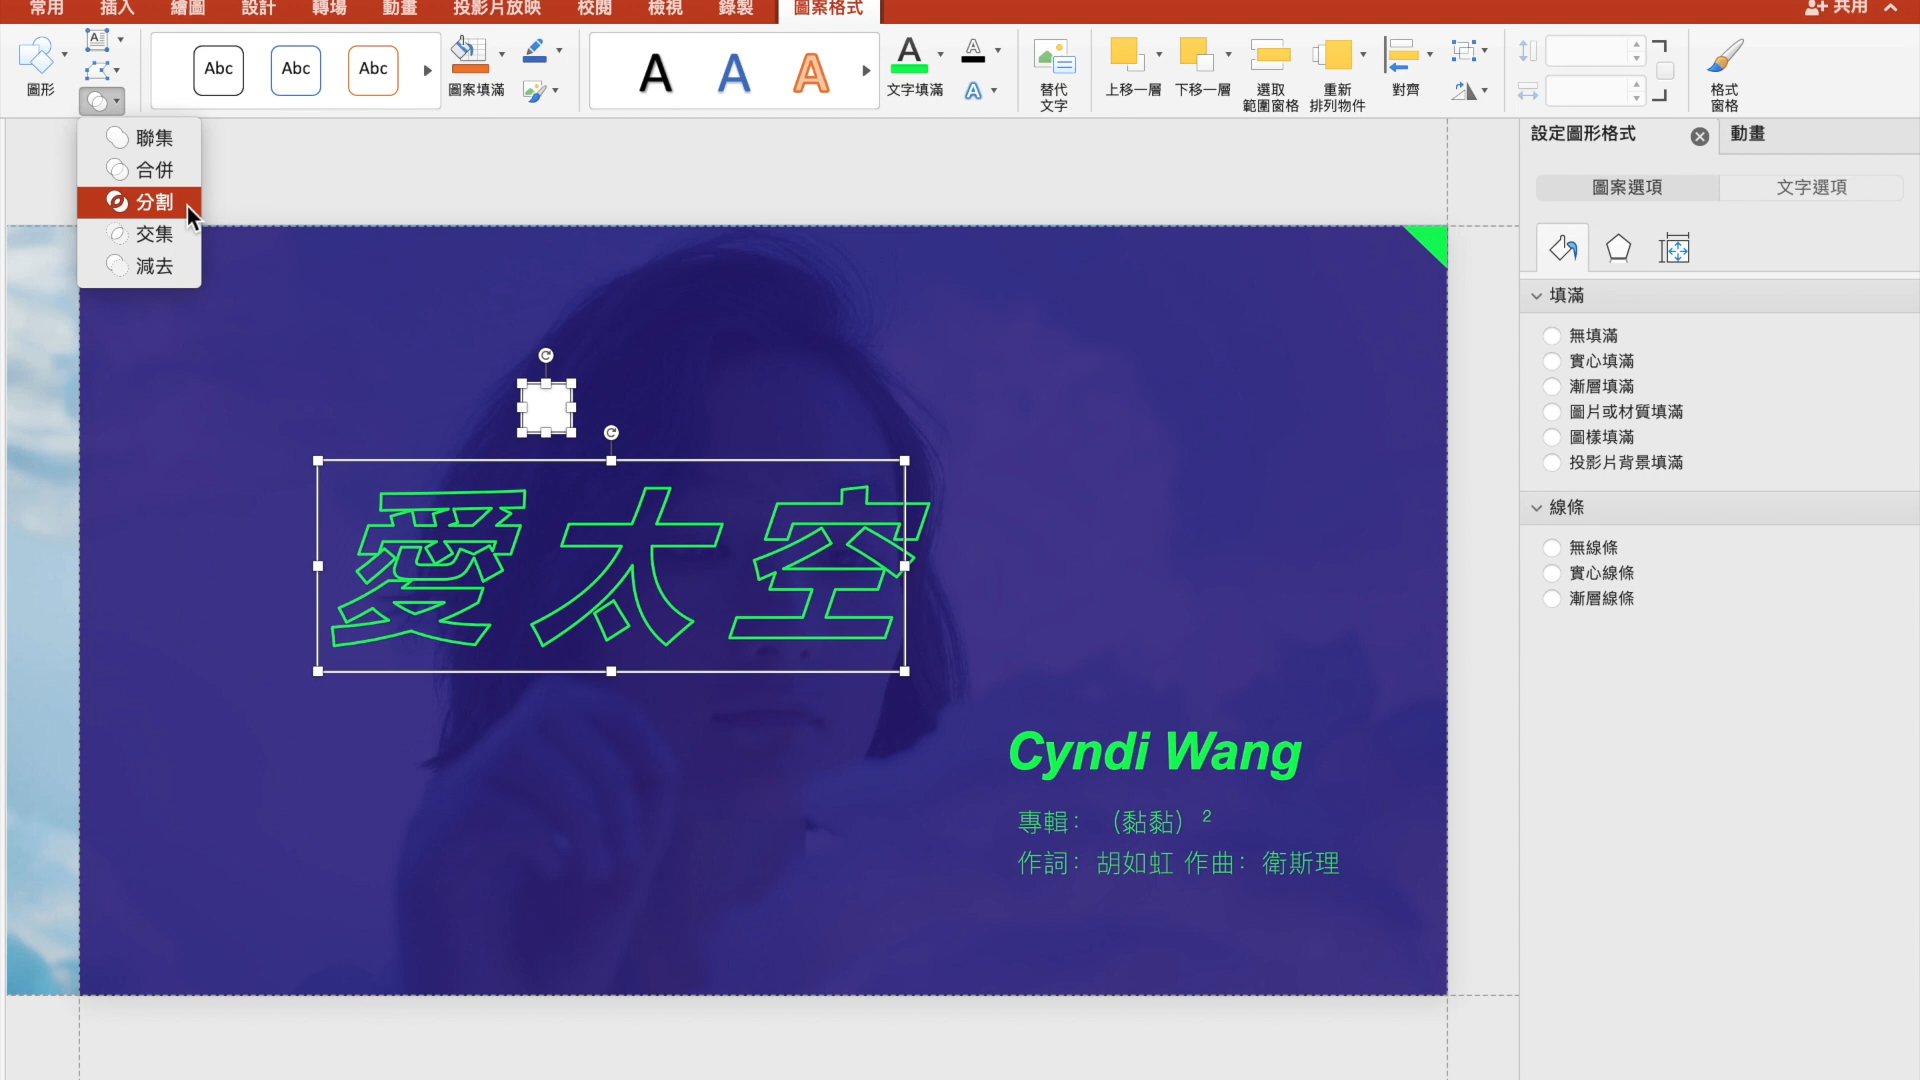 常用 插入 繪圖 設計 轉場 動畫 投影片放映 校閱 檢視 錄製 圖案格式 共用
圖形
Abc Abc Abc
圖案填滿
A A A
文字填滿
替代
文字
上移一層
下移一層
選取
範圍窗格
重新
排列物件
對齊
格式
窗格
聯集
合併
分割
交集
減去
愛太空
Cyndi Wang
專輯：（黏黏）²
作詞：胡如虹 作曲：衛斯理
設定圖形格式 動畫
圖案選項 文字選項
填滿
無填滿
實心填滿
漸層填滿
圖片或材質填滿
圖樣填滿
投影片背景填滿
線條
無線條
實心線條
漸層線條